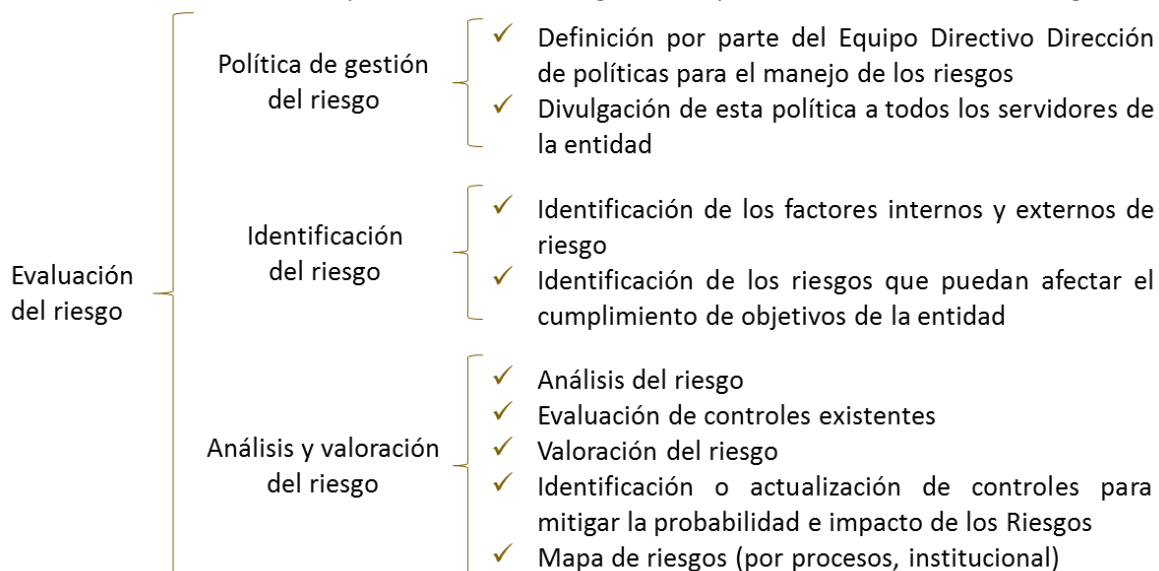 Evaluación
del riesgo
Política de gestión
del riesgo
✓ Definición por parte del Equipo Directivo Dirección
de políticas para el manejo de los riesgos
✓ Divulgación de esta política a todos los servidores de
la entidad
Identificación
del riesgo
✓ Identificación de los factores internos y externos de
riesgo
✓ Identificación de los riesgos que puedan afectar el
cumplimiento de objetivos de la entidad
Análisis y valoración
del riesgo
✓ Análisis del riesgo
✓ Evaluación de controles existentes
✓ Valoración del riesgo
✓ Identificación o actualización de controles para
mitigar la probabilidad e impacto de los Riesgos
✓ Mapa de riesgos (por procesos, institucional)